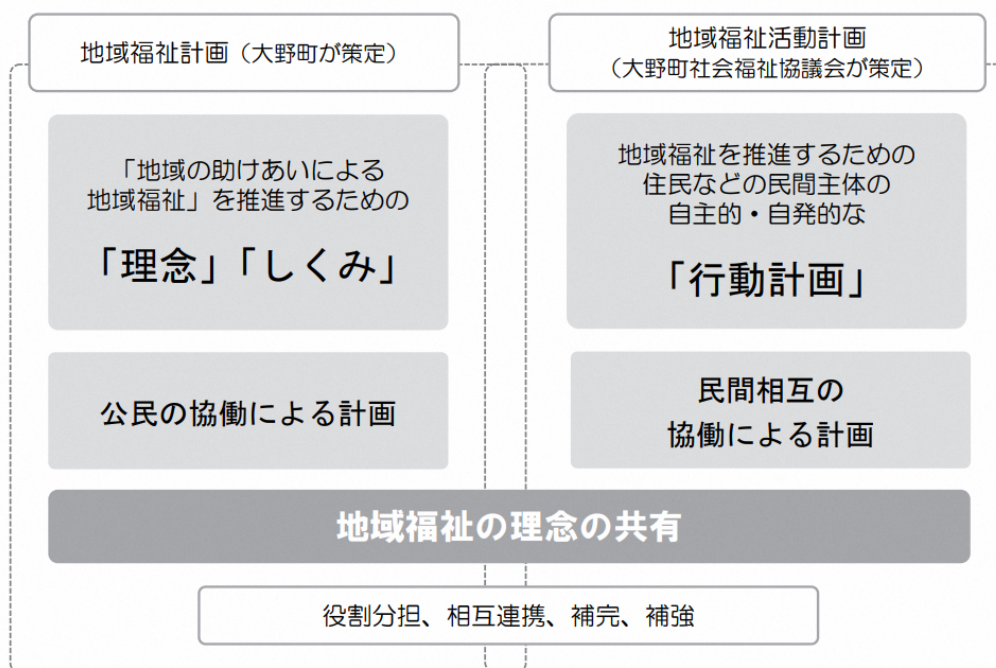 地域福祉計画（大野町が策定）
「地域の助けあいによる
地域福祉」を推進するための
「理念」「しくみ」
公民の協働による計画
地域福祉活動計画
（大野町社会福祉協議会が策定）
地域福祉を推進するための
住民などの民間主体の
自主的・自発的な
「行動計画」
民間相互の
協働による計画
地域福祉の理念の共有
役割分担、相互連携、補完、補強